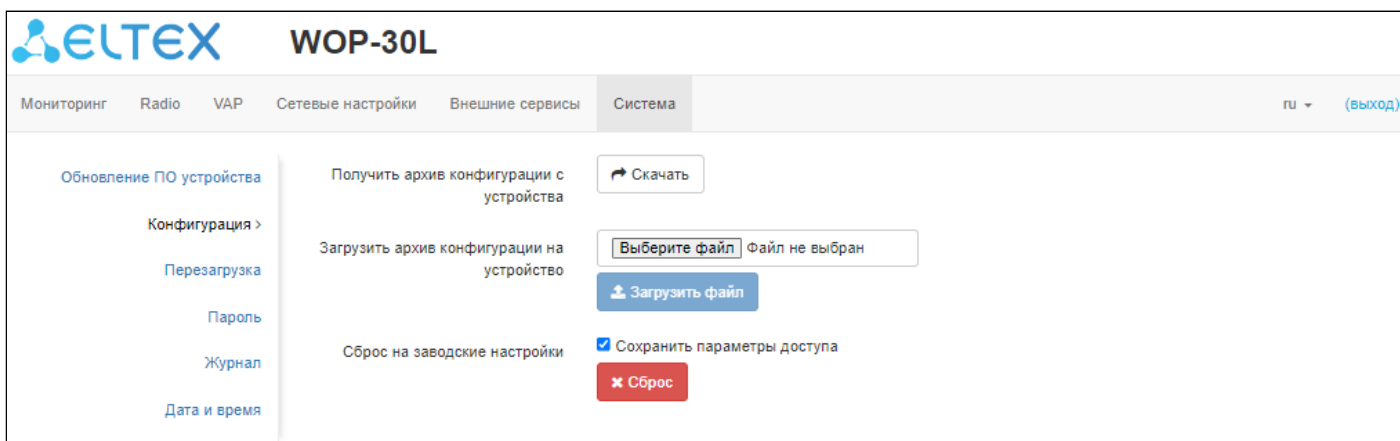 ELTEX WOP-30L
Мониторинг Radio VAP Сетевые настройки Внешние сервисы Система ru (выход)
Обновление ПО устройства
Конфигурация >
Перезагрузка
Пароль
Журнал
Дата и время
Получить архив конфигурации с
устройства
Скачать
Загрузить архив конфигурации на
устройство
Выберите файл Файл не выбран
Загрузить файл
Сброс на заводские настройки
Сохранить параметры доступа
Сброс